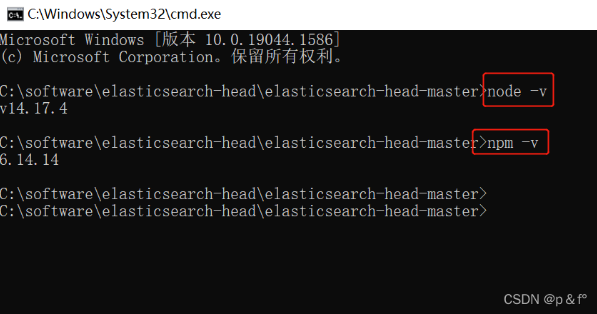 C:\Windows\System32\cmd.exe
Microsoft Windows [版本 10.0.19044.1586]
(c) Microsoft Corporation。保留所有权利。
C:\software\elasticsearch-head\elasticsearch-head-master>node -v
v14.17.4
C:\software\elasticsearch-head\elasticsearch-head-master>npm -v
6.14.14
C:\software\elasticsearch-head\elasticsearch-head-master>
C:\software\elasticsearch-head\elasticsearch-head-master>
CSDN @p＆fº